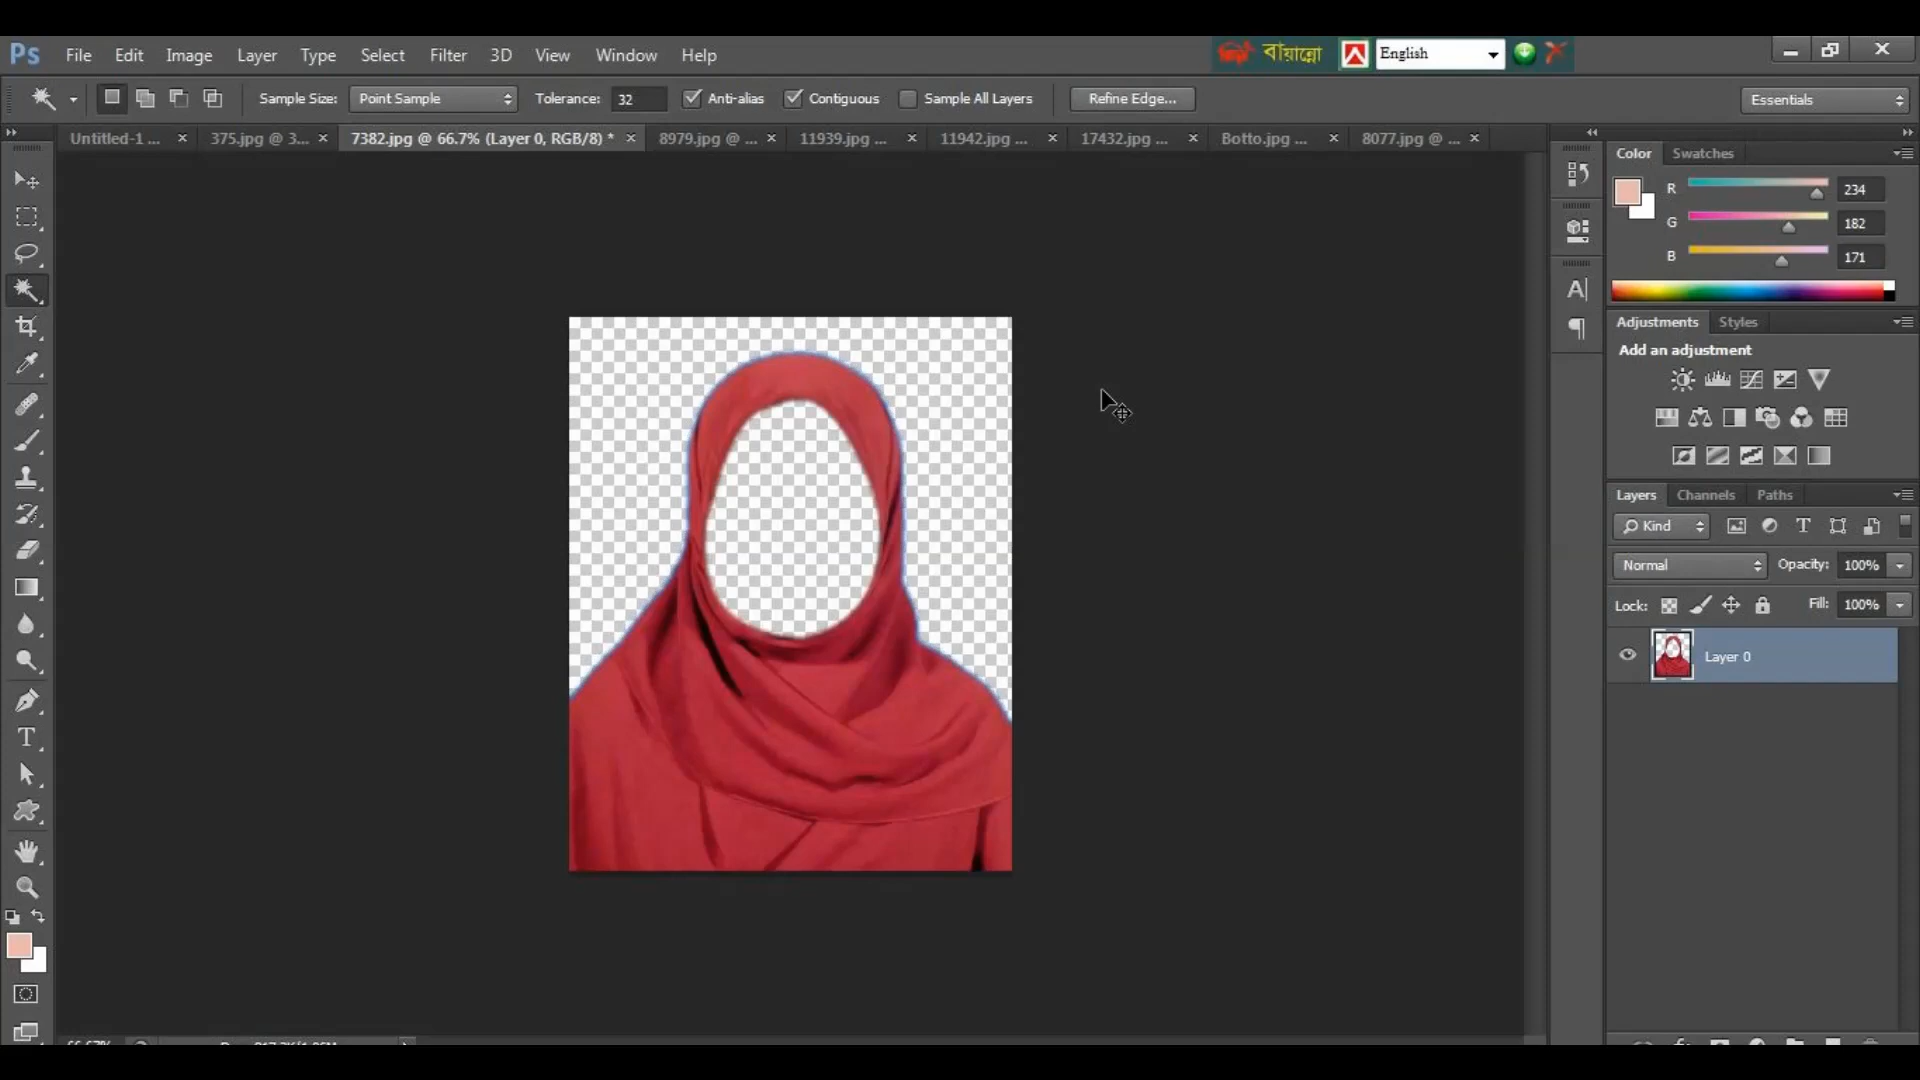 Ps File Edit Image Layer Type Select Filter 3D View Window Help বায়ান্নো English
Sample Size: Point Sample Tolerance: 32 Anti-alias Contiguous Sample All Layers Refine Edge... Essentials
Untitled-1 ... × 375.jpg @ 3... × 7382.jpg @ 66.7% (Layer 0, RGB/8) * × 8979.jpg @ ... × 11939.jpg ... × 11942.jpg ... × 17432.jpg ... × Botto.jpg ... × 8077.jpg @ ... ×
Color Swatches
R 234
G 182
B 171
Adjustments Styles
Add an adjustment
Layers Channels Paths
Kind
Normal Opacity: 100%
Lock: Fill: 100%
Layer 0